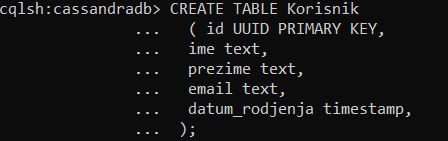 cqlsh:cassandradb> CREATE TABLE Korisnik
... ( id UUID PRIMARY KEY,
... ime text,
... prezime text,
... email text,
... datum_rodjenja timestamp,
... );